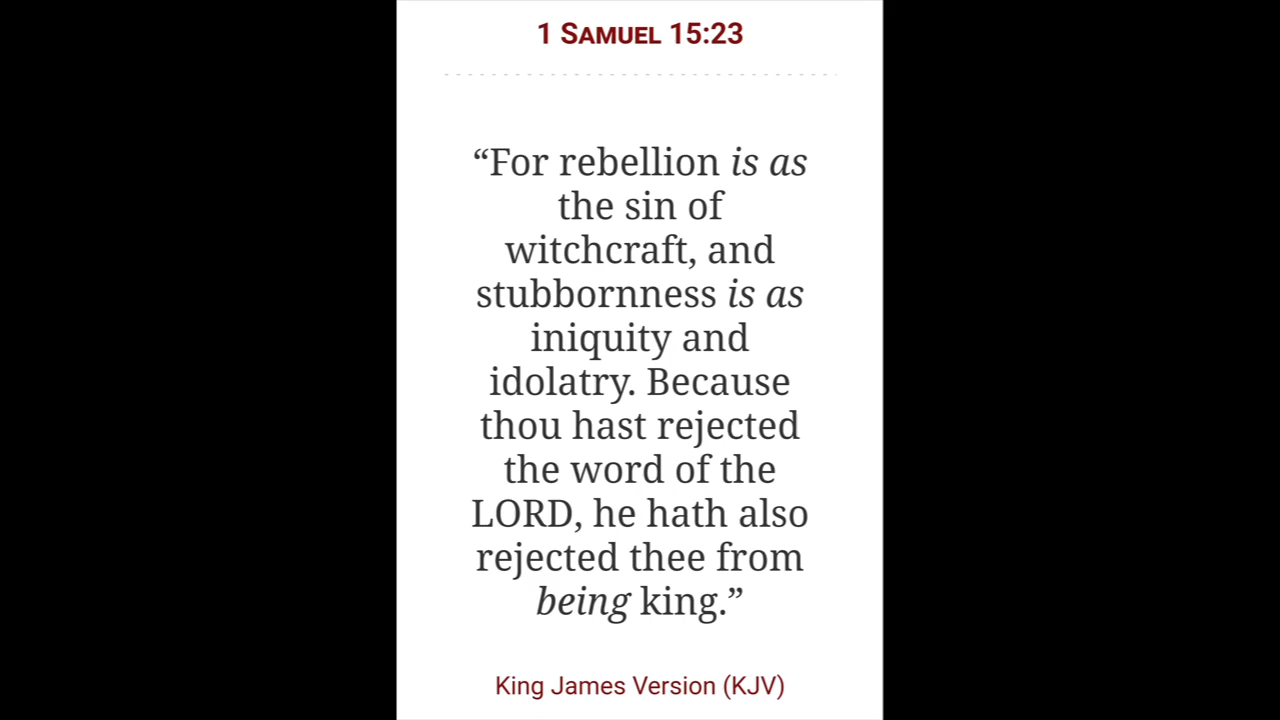 1 SAMUEL 15:23
“For rebellion is as
the sin of
witchcraft, and
stubbornness is as
iniquity and
idolatry. Because
thou hast rejected
the word of the
LORD, he hath also
rejected thee from
being king.”
King James Version (KJV)